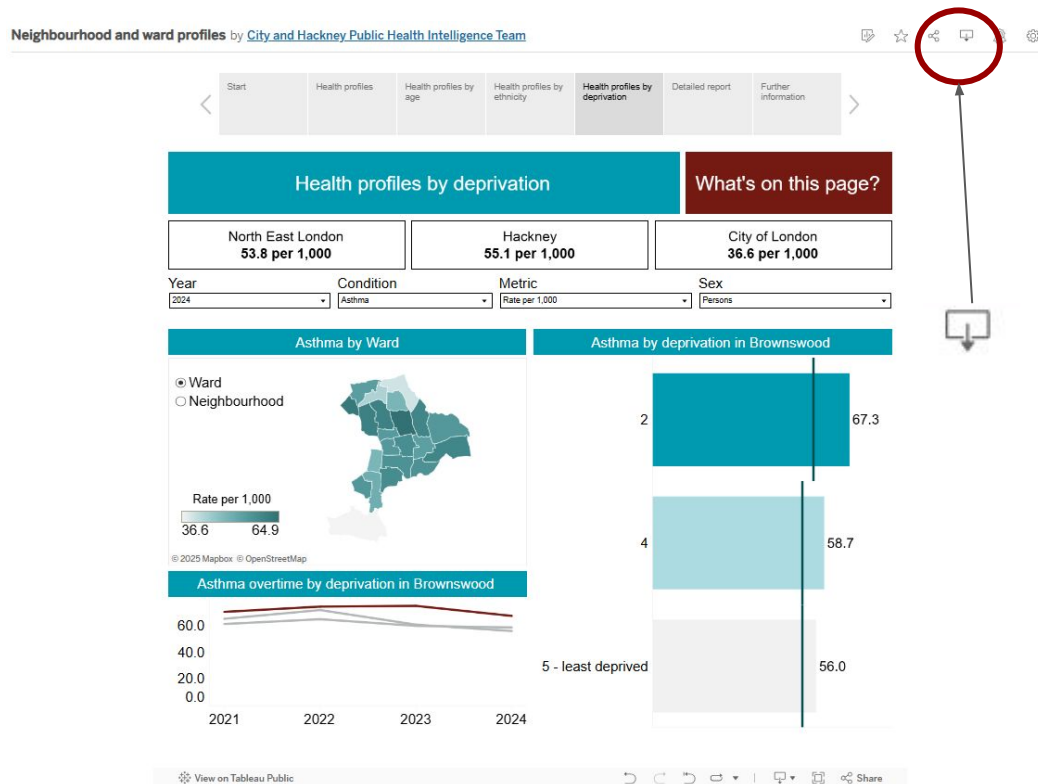 Neighbourhood and ward profiles by City and Hackney Public Health Intelligence Team
Start
Health profiles
Health profiles by
age
Health profiles by
ethnicity
Health profiles by
deprivation
Detailed report
Further
information
Health profiles by deprivation
What's on this page?
North East London
53.8 per 1,000
Hackney
55.1 per 1,000
City of London
36.6 per 1,000
Year
2024
Condition
Asthma
Metric
Rate per 1,000
Sex
Persons
Asthma by Ward
Ward
Neighbourhood
Rate per 1,000
36.6 64.9
© 2025 Mapbox © OpenStreetMap
Asthma overtime by deprivation in Brownswood
60.0
40.0
20.0
0.0
2021 2022 2023 2024
Asthma by deprivation in Brownswood
2 67.3
4 58.7
5 - least deprived 56.0
View on Tableau Public
Share